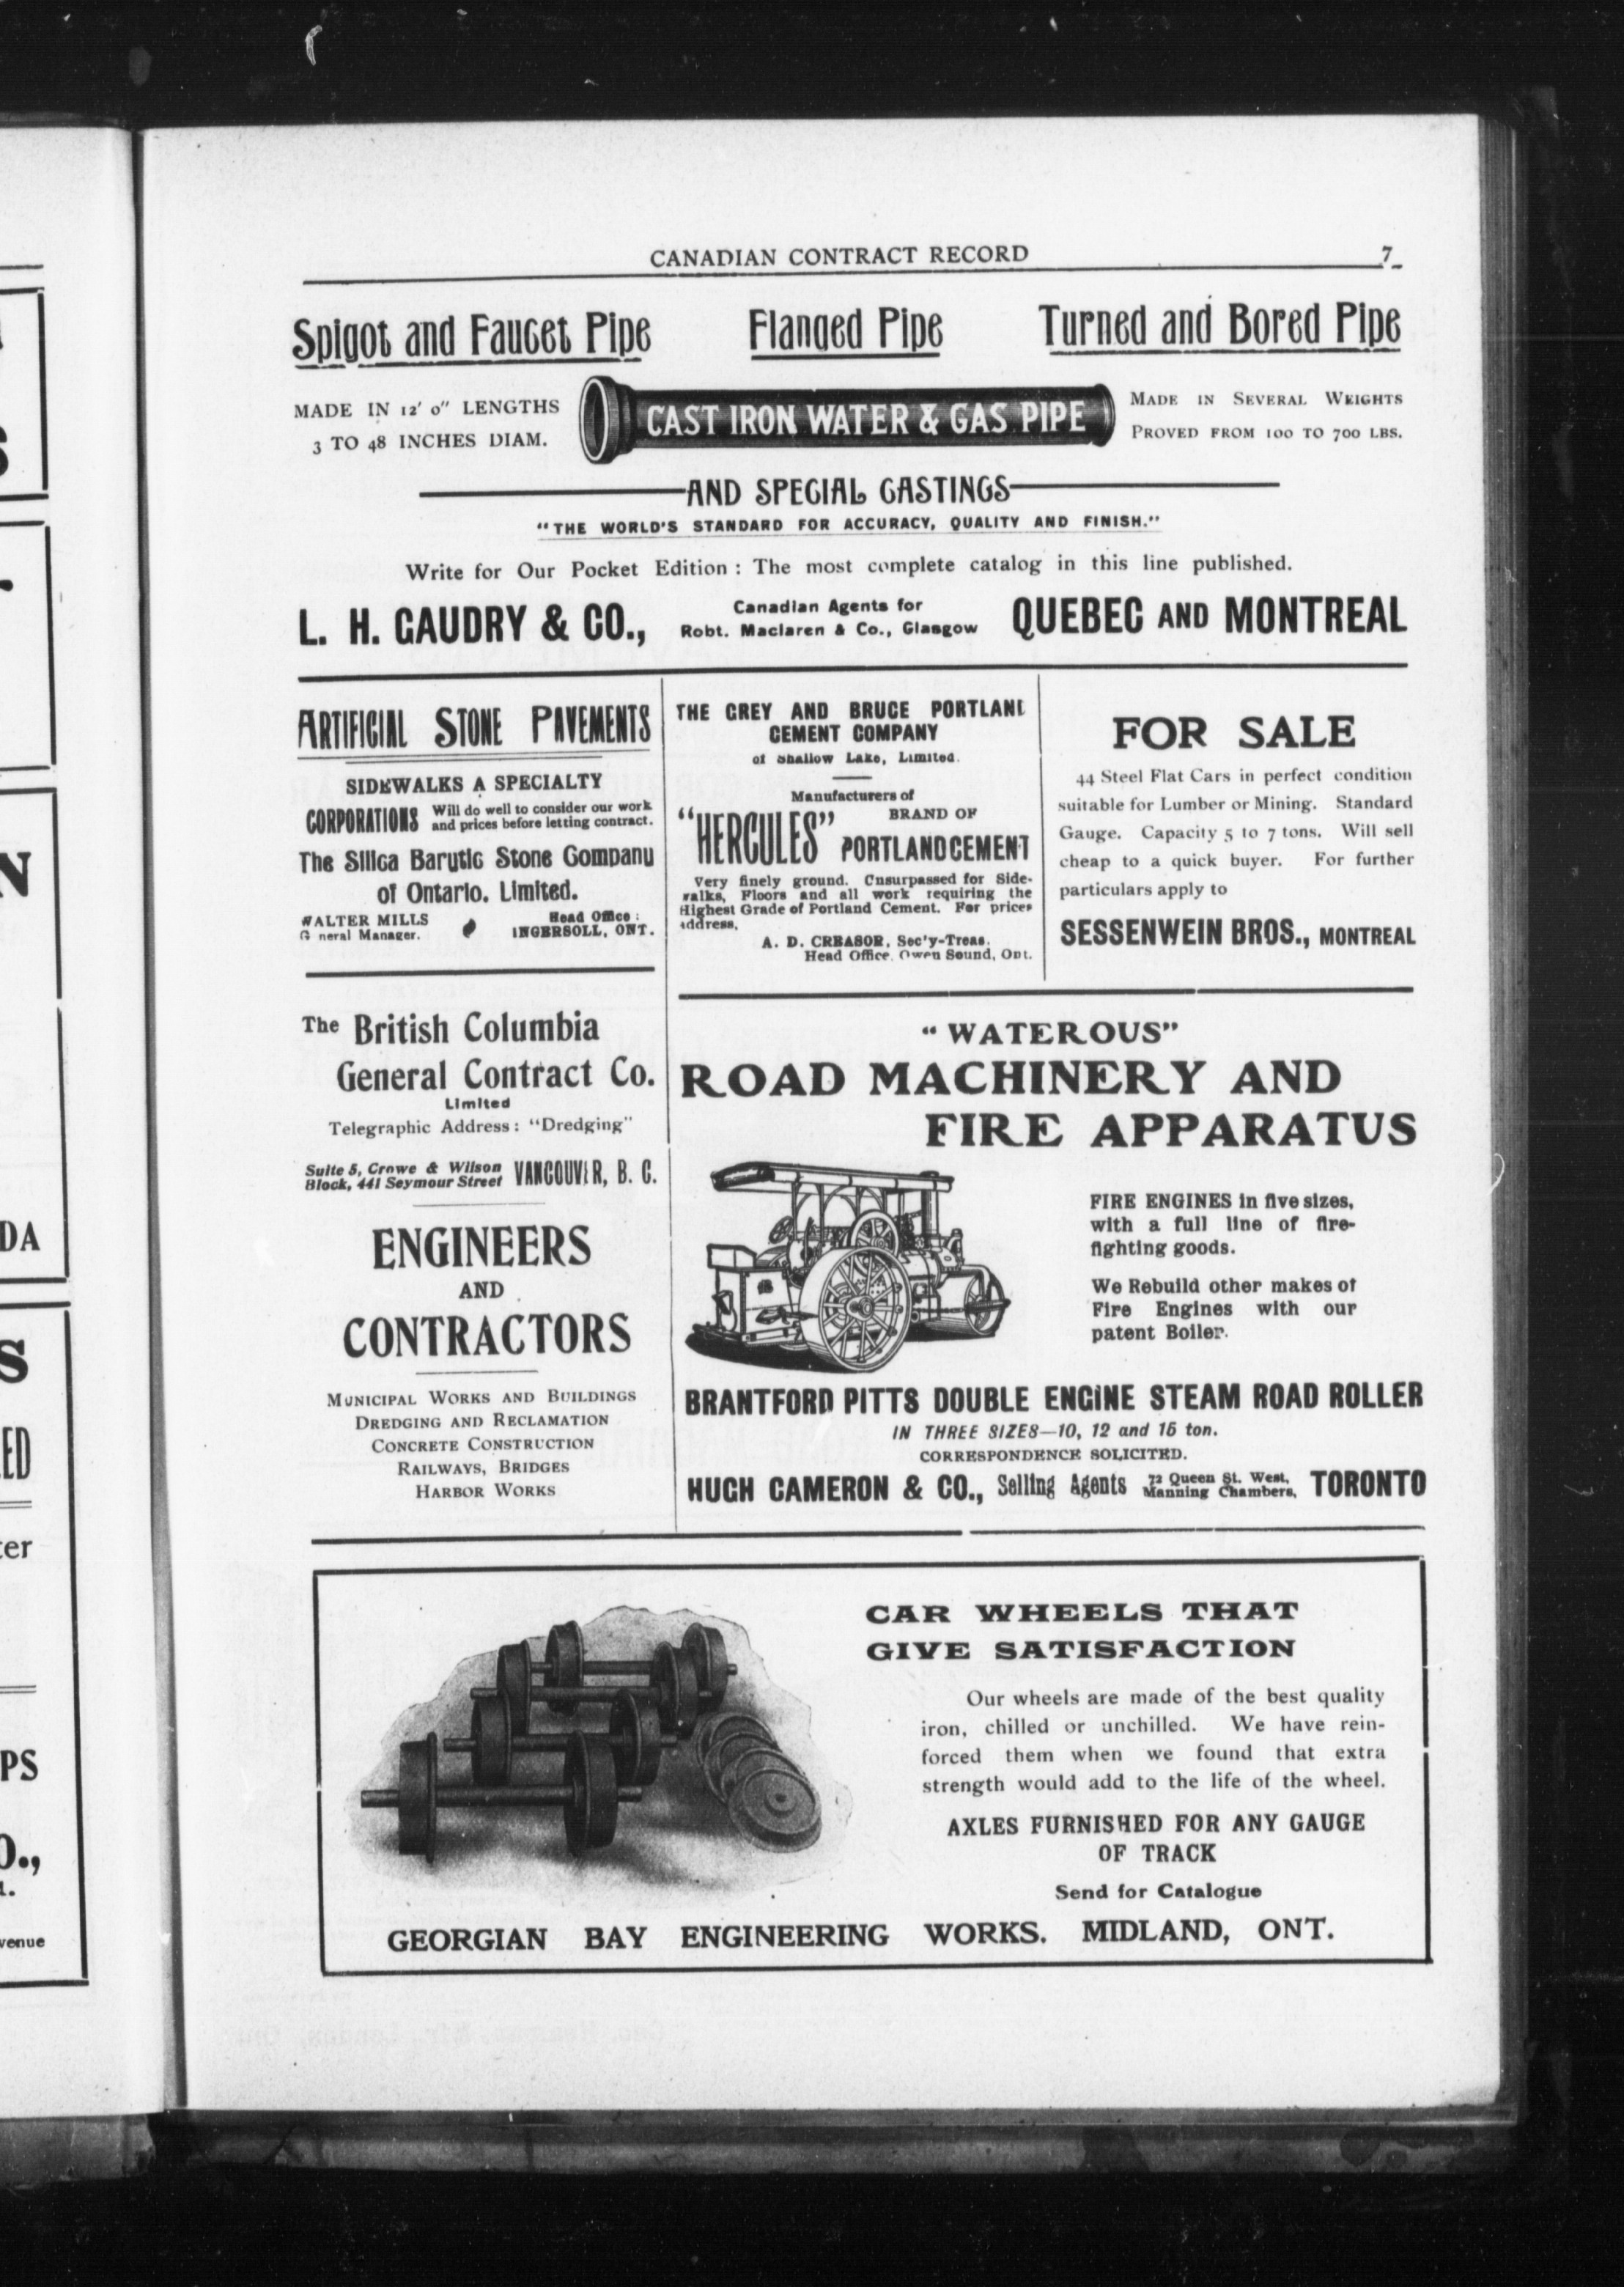 CANADIAN CONTRACT RECORD 7
Spigot and Faucet Pipe Flanged Pipe Turned and Bored Pipe
MADE IN 12' 0" LENGTHS
3 TO 48 INCHES DIAM.
CAST IRON WATER & GAS PIPE
MADE IN SEVERAL WEIGHTS
PROVED FROM 100 TO 700 LBS.
AND SPECIAL CASTINGS
"THE WORLD'S STANDARD FOR ACCURACY, QUALITY AND FINISH."
Write for Our Pocket Edition : The most complete catalog in this line published.
L. H. GAUDRY & CO.,
Canadian Agents for
Robt. Maclaren & Co., Glasgow
QUEBEC AND MONTREAL
ARTIFICIAL STONE PAVEMENTS
SIDEWALKS A SPECIALTY
CORPORATIONS
Will do well to consider our work
and prices before letting contract.
The Silica Barytic Stone Company
of Ontario. Limited.
WALTER MILLS
G neral Manager.
Head Office :
INGERSOLL, ONT.
THE GREY AND BRUCE PORTLAND
CEMENT COMPANY
of Shallow Lake, Limited.
Manufacturers of
"HERCULES" BRAND OF
PORTLAND CEMENT
Very finely ground. Unsurpassed for Side-
walks, Floors and all work requiring the
Highest Grade of Portland Cement. For prices
address,
A. D. CREASOR, Sec'y-Treas.
Head Office, Owen Sound, Ont.
FOR SALE
44 Steel Flat Cars in perfect condition
suitable for Lumber or Mining. Standard
Gauge. Capacity 5 to 7 tons. Will sell
cheap to a quick buyer. For further
particulars apply to
SESSENWEIN BROS., MONTREAL
The British Columbia
General Contract Co.
Limited
Telegraphic Address : "Dredging"
Suite 5, Crowe & Wilson
Block, 441 Seymour Street
VANCOUVER, B. C.
ENGINEERS
AND
CONTRACTORS
MUNICIPAL WORKS AND BUILDINGS
DREDGING AND RECLAMATION
CONCRETE CONSTRUCTION
RAILWAYS, BRIDGES
HARBOR WORKS
"WATEROUS"
ROAD MACHINERY AND
FIRE APPARATUS
FIRE ENGINES in five sizes,
with a full line of fire-
fighting goods.
We Rebuild other makes of
Fire Engines with our
patent Boiler.
BRANTFORD PITTS DOUBLE ENGINE STEAM ROAD ROLLER
IN THREE SIZES—10, 12 and 15 ton.
CORRESPONDENCE SOLICITED.
HUGH CAMERON & CO., Selling Agents
72 Queen St. West,
Manning Chambers,
TORONTO
CAR WHEELS THAT
GIVE SATISFACTION
Our wheels are made of the best quality
iron, chilled or unchilled. We have rein-
forced them when we found that extra
strength would add to the life of the wheel.
AXLES FURNISHED FOR ANY GAUGE
OF TRACK
Send for Catalogue
GEORGIAN BAY ENGINEERING WORKS. MIDLAND, ONT.